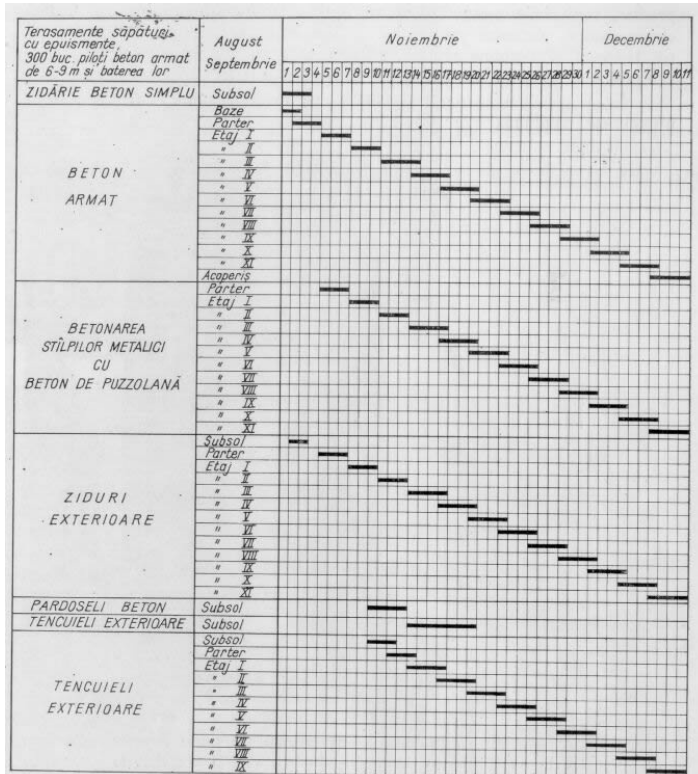 Terasamente săpături
cu epuismente,
300 buc. piloți beton armat
de 6-9 m și baterea lor
August
Septembrie
Noiembrie
Decembrie
1 2 3 4 5 6 7 8 9 10 11 12 13 14 15 16 17 18 19 20 21 22 23 24 25 26 27 28 29 30 1 2 3 4 5 6 7 8 9 10 11
ZIDĂRIE BETON SIMPLU Subsol
BETON
ARMAT
Baze
Parter
Etaj I
" II
" III
" IV
" V
" VI
" VII
" VIII
" IX
" X
" XI
Acoperiș
BETONAREA
STÎLPILOR METALICI
CU
BETON DE PUZZOLANĂ
Parter
Etaj I
" II
" III
" IV
" V
" VI
" VII
" VIII
" IX
" X
" XI
ZIDURI
EXTERIOARE
Subsol
Parter
Etaj I
" II
" III
" IV
" V
" VI
" VII
" VIII
" IX
" X
" XI
PARDOSELI BETON Subsol
TENCUIELI EXTERIOARE Subsol
TENCUIELI
EXTERIOARE
Subsol
Parter
Etaj I
" II
" III
" IV
" V
" VI
" VII
" VIII
" IX